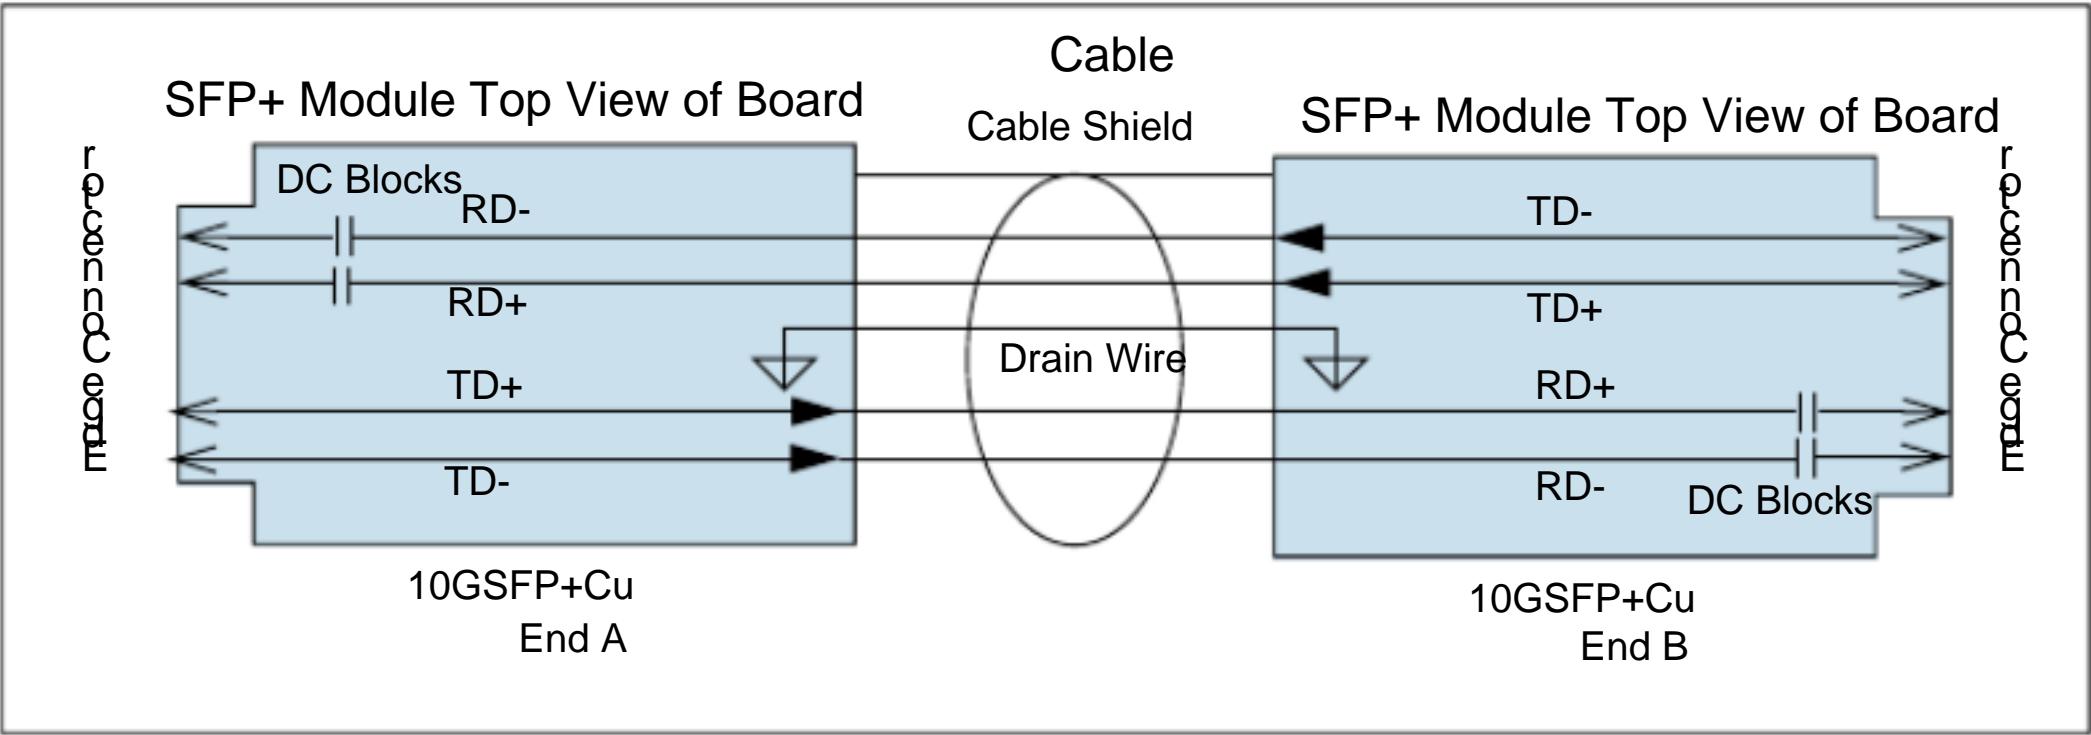 Cable
SFP+ Module Top View of Board
Cable Shield
SFP+ Module Top View of Board
Edge Connector
DC Blocks
RD-
RD+
TD+
TD-
Drain Wire
TD-
TD+
RD+
RD-
DC Blocks
Edge Connector
10GSFP+Cu
End A
10GSFP+Cu
End B